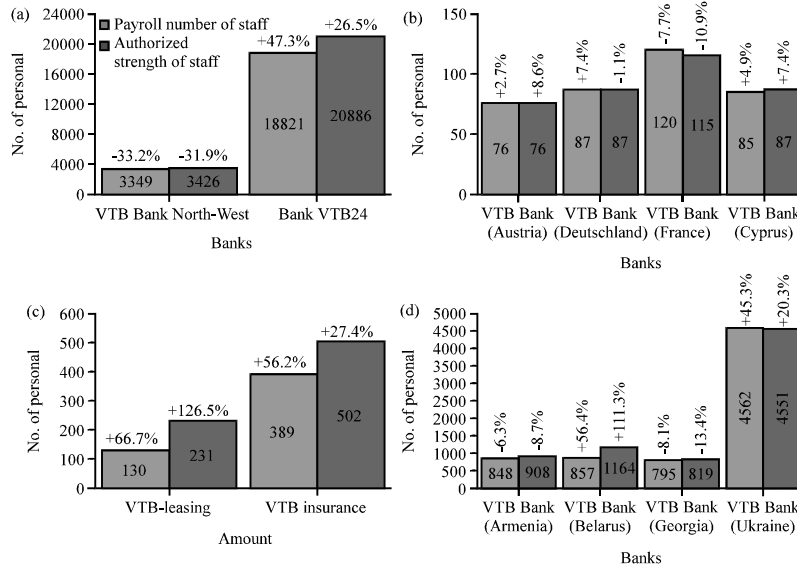 (a)
Payroll number of staff
Authorized
strength of staff
No. of personal
24000
20000
16000
12000
8000
4000
0
-33.2%
-31.9%
+47.3%
+26.5%
3349
3426
18821
20886
VTB Bank North-West
Bank VTB24
Banks
(b)
No. of personal
150
100
50
0
+2.7%
+8.6%
+7.4%
-1.1%
-7.7%
-10.9%
+4.9%
+7.4%
76
76
87
87
120
115
85
87
VTB Bank
(Austria)
VTB Bank
(Deutschland)
VTB Bank
(France)
VTB Bank
(Cyprus)
Banks
(c)
No. of personal
600
500
400
300
200
100
0
+66.7%
+126.5%
+56.2%
+27.4%
130
231
389
502
VTB-leasing
VTB insurance
Amount
(d)
No. of personal
5000
4500
4000
3500
3000
2500
2000
1500
1000
500
0
-6.3%
-8.7%
+56.4%
+111.3%
-8.1%
-13.4%
+45.3%
+20.3%
848
908
857
1164
795
819
4562
4551
VTB Bank
(Armenia)
VTB Bank
(Belarus)
VTB Bank
(Georgia)
VTB Bank
(Ukraine)
Banks